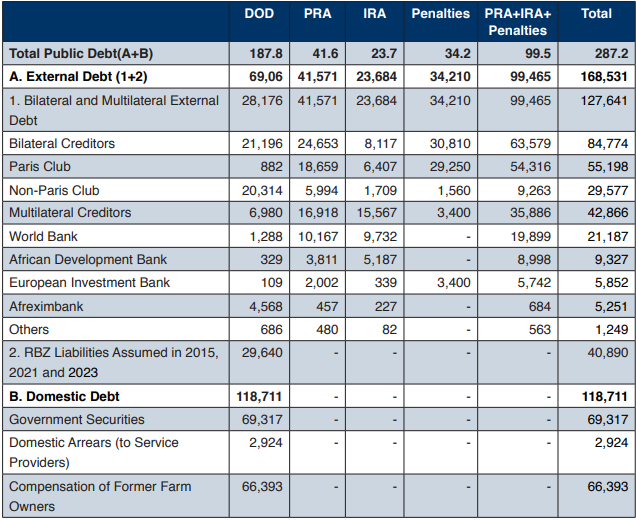 DOD PRA IRA Penalties PRA+IRA+ Total
Penalties
Total Public Debt(A+B) 187.8 41.6 23.7 34.2 99.5 287.2
A. External Debt (1+2) 69,06 41,571 23,684 34,210 99,465 168,531
1. Bilateral and Multilateral External 28,176 41,571 23,684 34,210 99,465 127,641
Debt
Bilateral Creditors 21,196 24,653 8,117 30,810 63,579 84,774
Paris Club 882 18,659 6,407 29,250 54,316 55,198
Non-Paris Club 20,314 5,994 1,709 1,560 9,263 29,577
Multilateral Creditors 6,980 16,918 15,567 3,400 35,886 42,866
World Bank 1,288 10,167 9,732 - 19,899 21,187
African Development Bank 329 3,811 5,187 - 8,998 9,327
European Investment Bank 109 2,002 339 3,400 5,742 5,852
Afreximbank 4,568 457 227 - 684 5,251
Others 686 480 82 - 563 1,249
2. RBZ Liabilities Assumed in 2015, 29,640 - - - - 40,890
2021 and 2023
B. Domestic Debt 118,711 - - - - 118,711
Government Securities 69,317 - - - - 69,317
Domestic Arrears (to Service 2,924 - - - - 2,924
Providers)
Compensation of Former Farm 66,393 - - - - 66,393
Owners